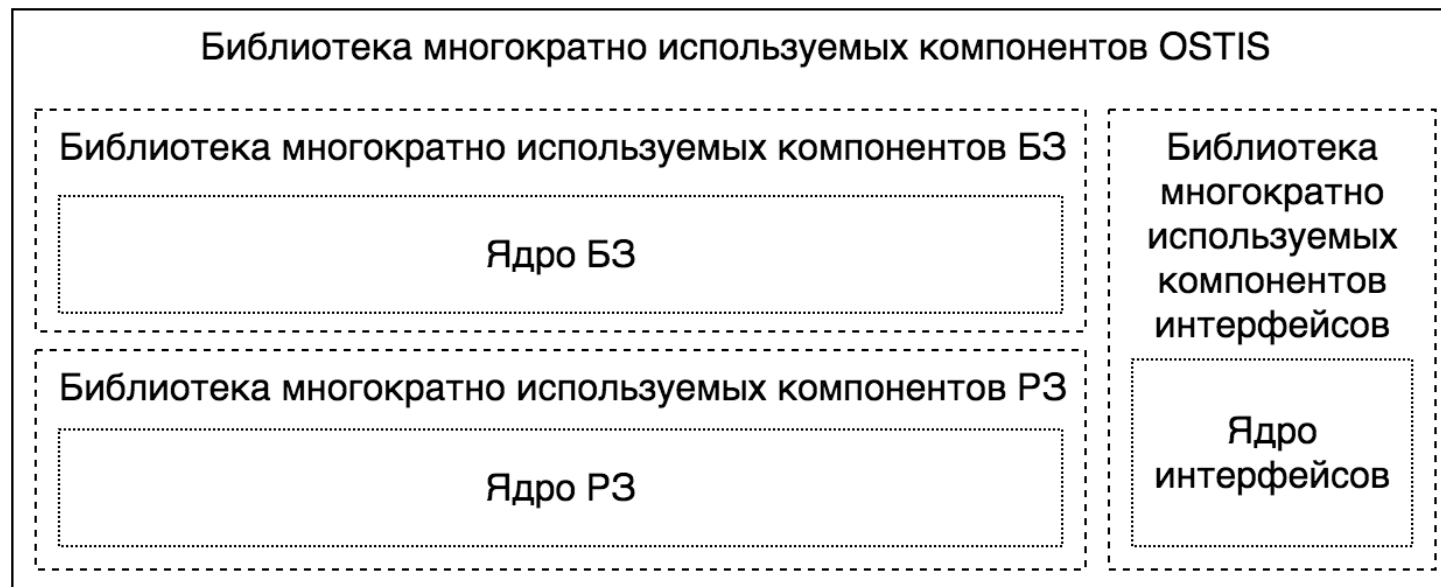 Библиотека многократно используемых компонентов OSTIS
Библиотека многократно используемых компонентов БЗ
Ядро БЗ
Библиотека многократно используемых компонентов РЗ
Ядро РЗ
Библиотека
многократно
используемых
компонентов
интерфейсов
Ядро
интерфейсов